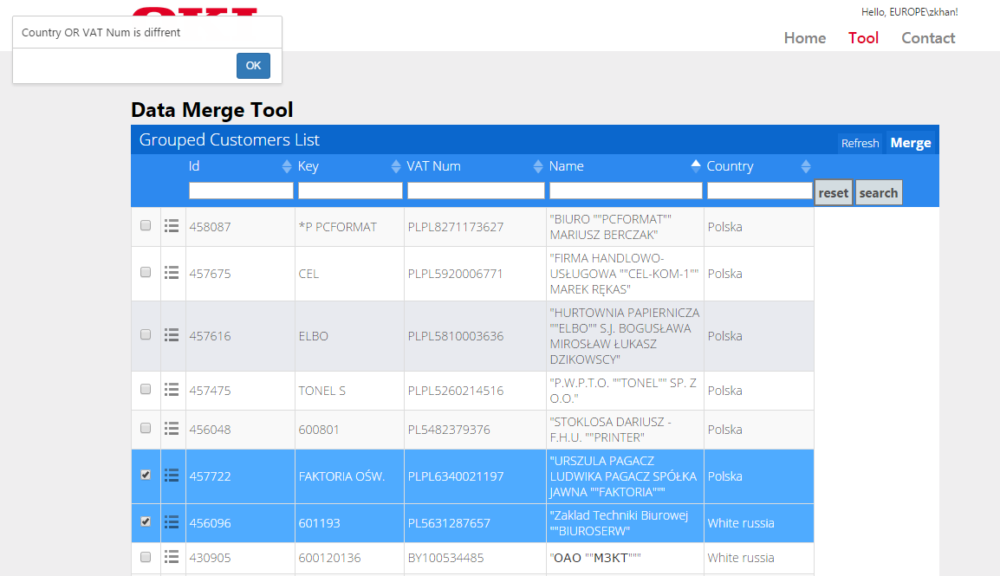 Hello, EUROPE\zkhan!
Country OR VAT Num is diffrent
OK
Home Tool Contact
Data Merge Tool
Grouped Customers List
Refresh Merge
Id Key VAT Num Name Country
reset search
458087 *P PCFORMAT PLPL8271173627 "BIURO ""PCFORMAT"" Polska
MARIUSZ BERCZAK"
457675 CEL PLPL5920006771 "FIRMA HANDLOWO- Polska
USŁUGOWA ""CEL-KOM-1""
MAREK RĘKAS"
457616 ELBO PLPL5810003636 "HURTOWNIA PAPIERNICZA Polska
""ELBO"" S.J. BOGUSŁAWA
MIROSŁAW ŁUKASZ
DZIKOWSCY"
457475 TONEL S PLPL5260214516 "P.W.P.T.O. ""TONEL"" SP. Z Polska
O.O."
456048 600801 PL5482379376 "STOKLOSA DARIUSZ - Polska
F.H.U. ""PRINTER"
457722 FAKTORIA OŚW. PLPL6340021197 "URSZULA PAGACZ Polska
LUDWIKA PAGACZ SPÓŁKA
JAWNA ""FAKTORIA"""
456096 601193 PL5631287657 "Zaklad Techniki Biurowej White russia
""BIUROSERW"
430905 600120136 BY100534485 "ОАО ""МЗКТ""" White russia